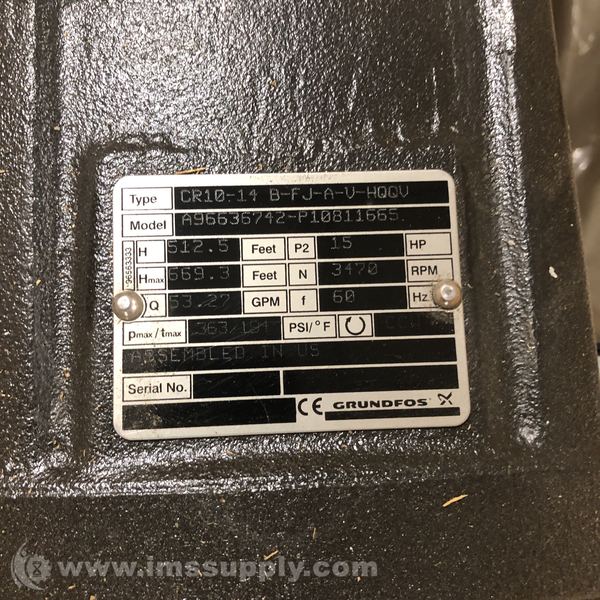 Type CR10-14 B-FJ-A-V-HQQV
Model A96636742-P10811665
96663333
H 512.5 Feet P2 15 HP
Hmax 669.3 Feet N 3470 RPM
Q 53.27 GPM f 60 Hz
pmax/tmax PSI/°F
ASSEMBLED IN US
Serial No.
CE GRUNDFOS
www.imssupply.com